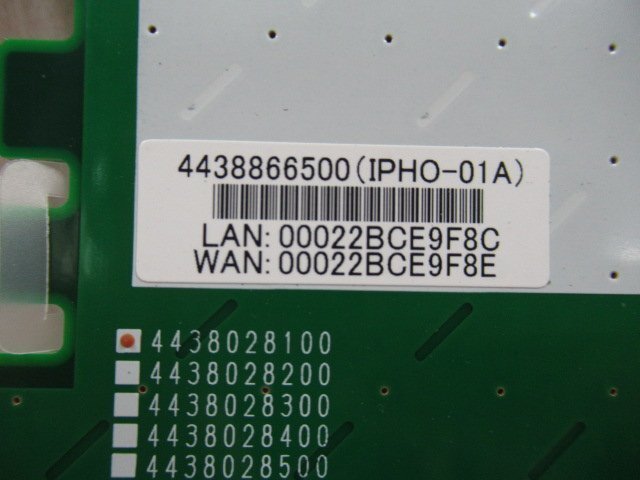 4438866500(IPHO-01A)
LAN: 00022BCE9F8C
WAN: 00022BCE9F8E
4438028100
4438028200
4438028300
4438028400
4438028500